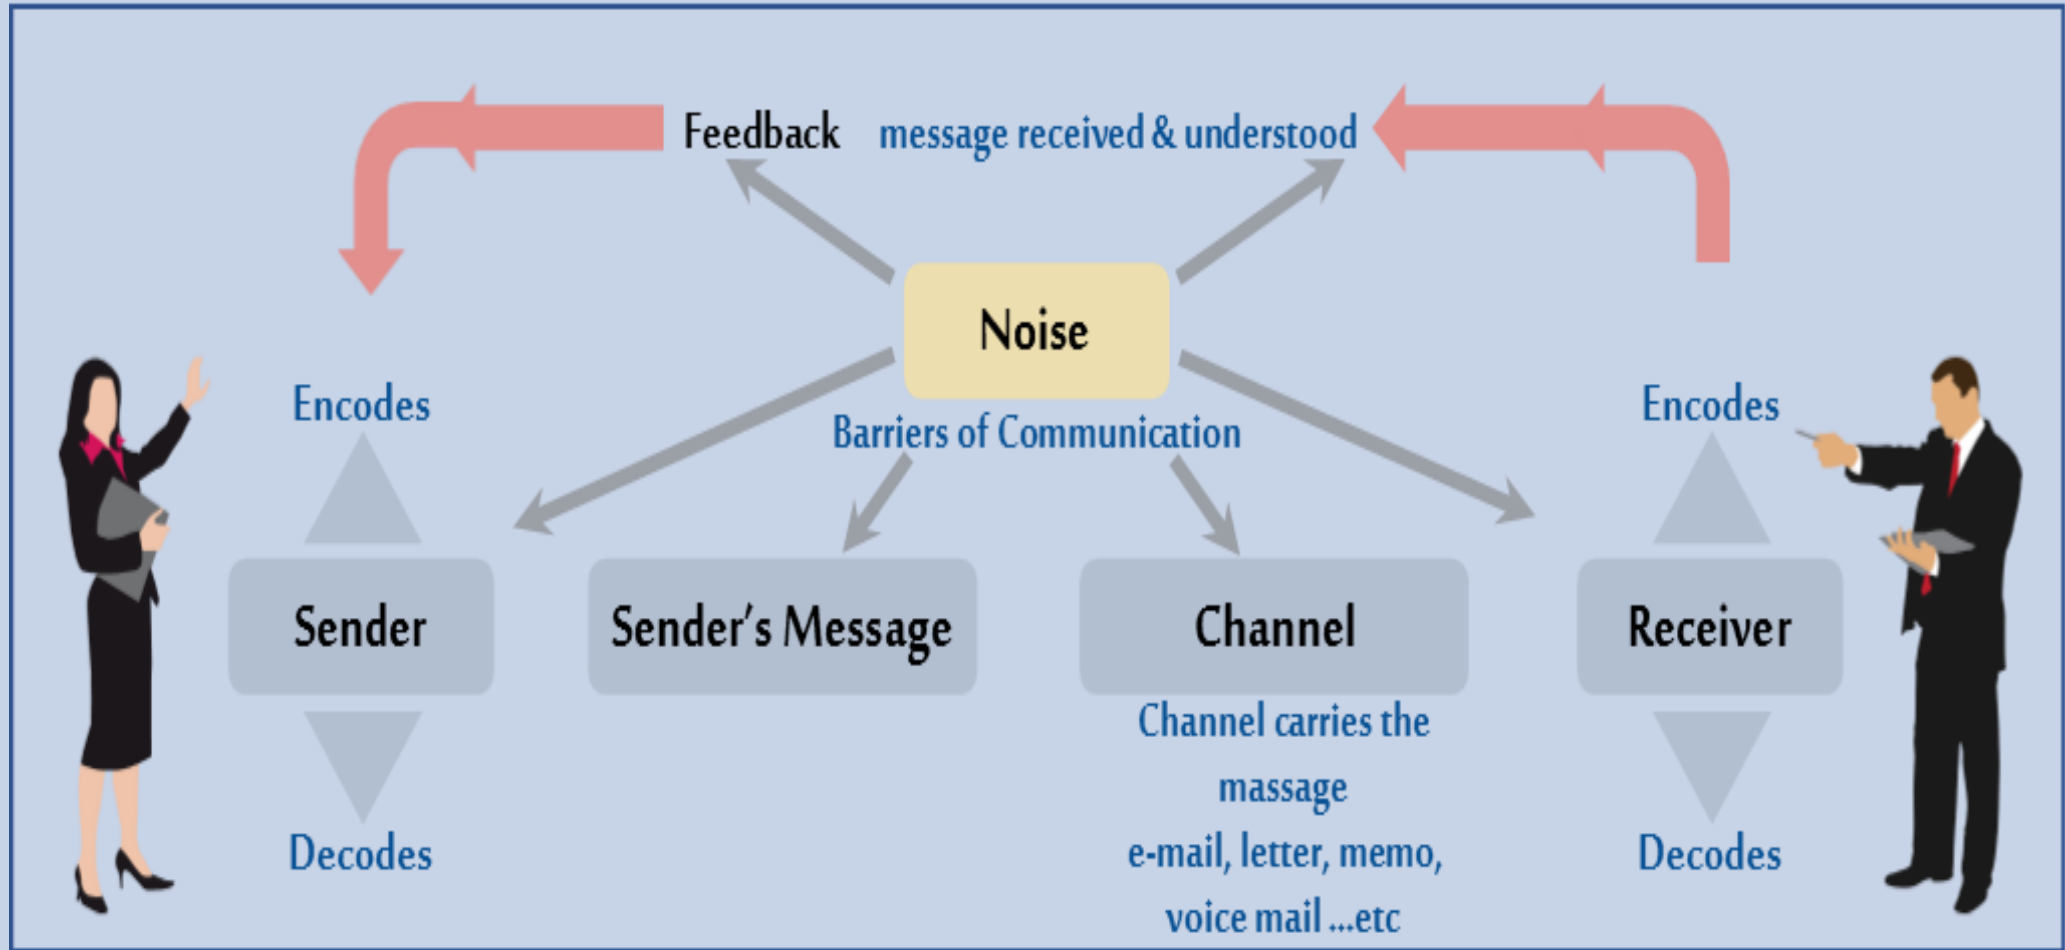 Feedback message received & understood
Noise
Encodes
Barriers of Communication
Encodes
Sender
Sender's Message
Channel
Receiver
Channel carries the
massage
e-mail, letter, memo,
voice mail ...etc
Decodes
Decodes